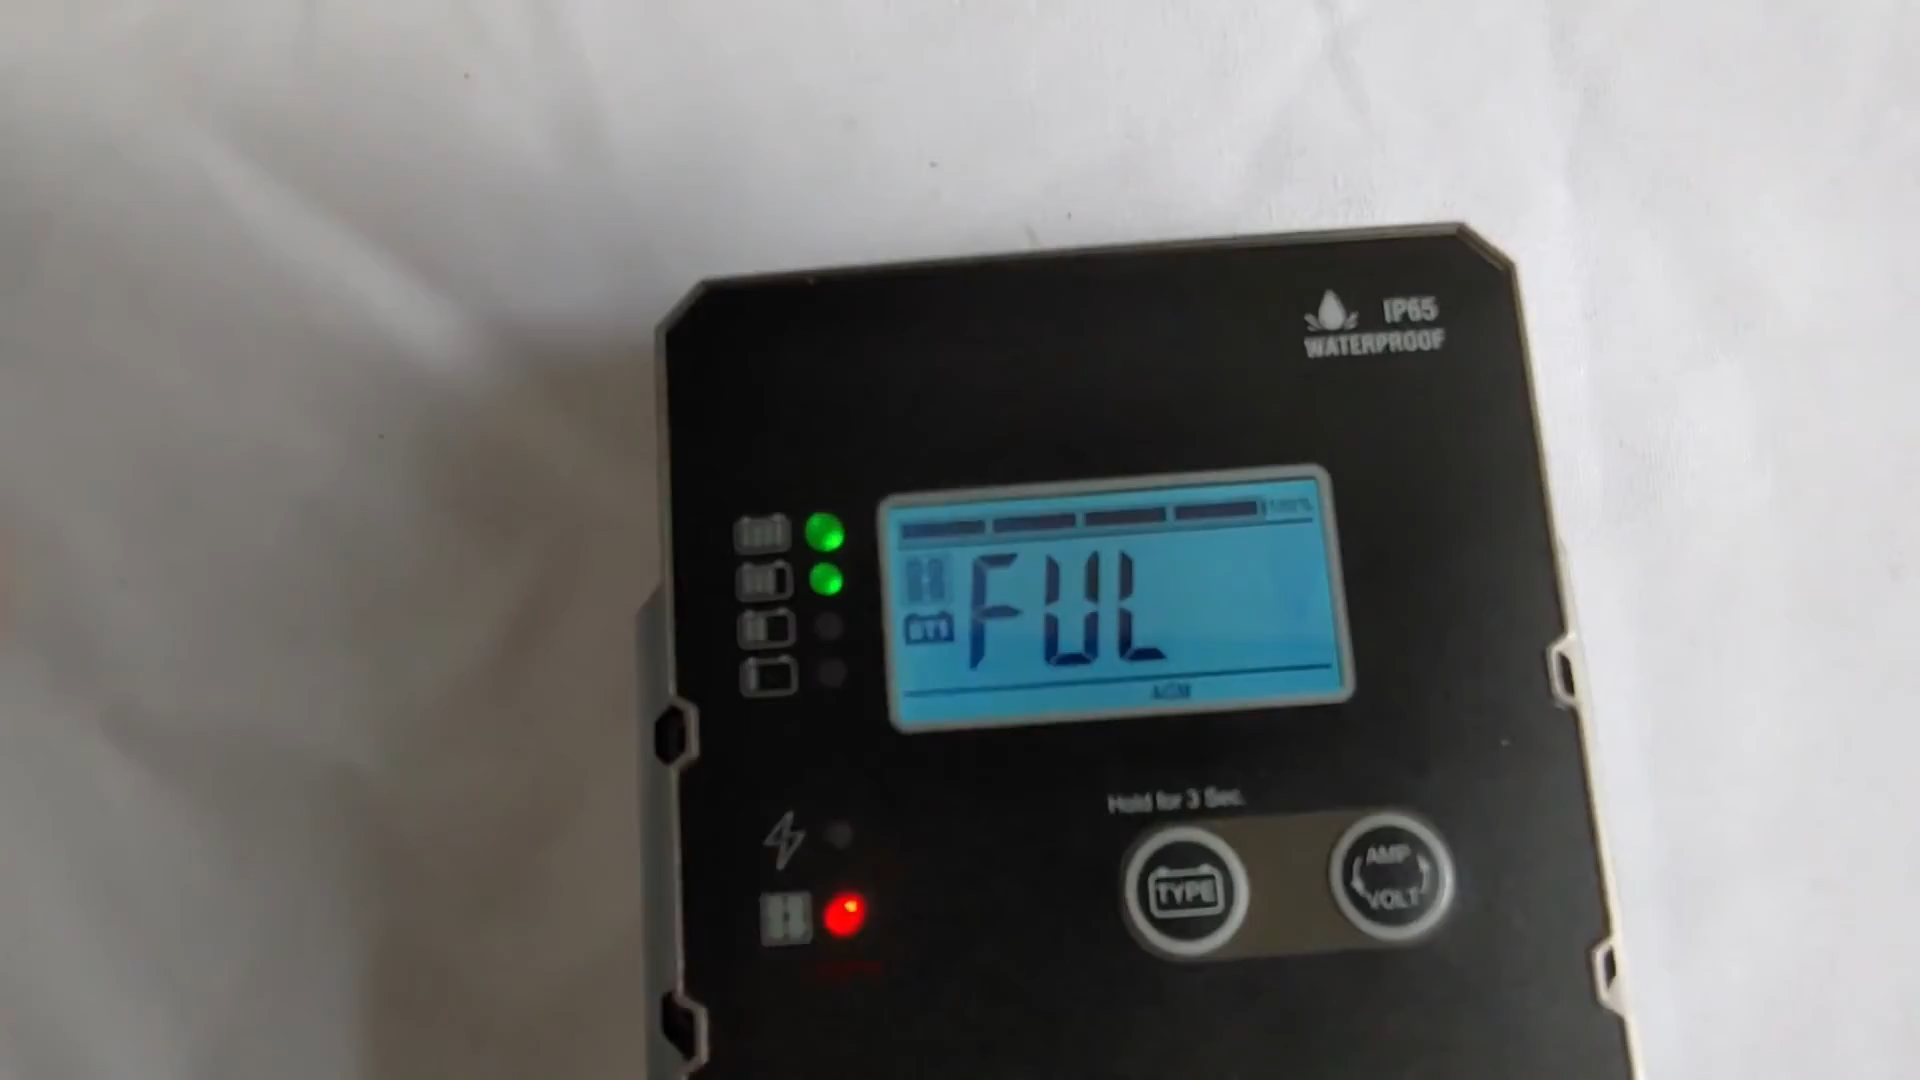 IP65
WATERPROOF
100%
FUL
AGM
Hold for 3 Sec.
TYPE
AMP
VOLT